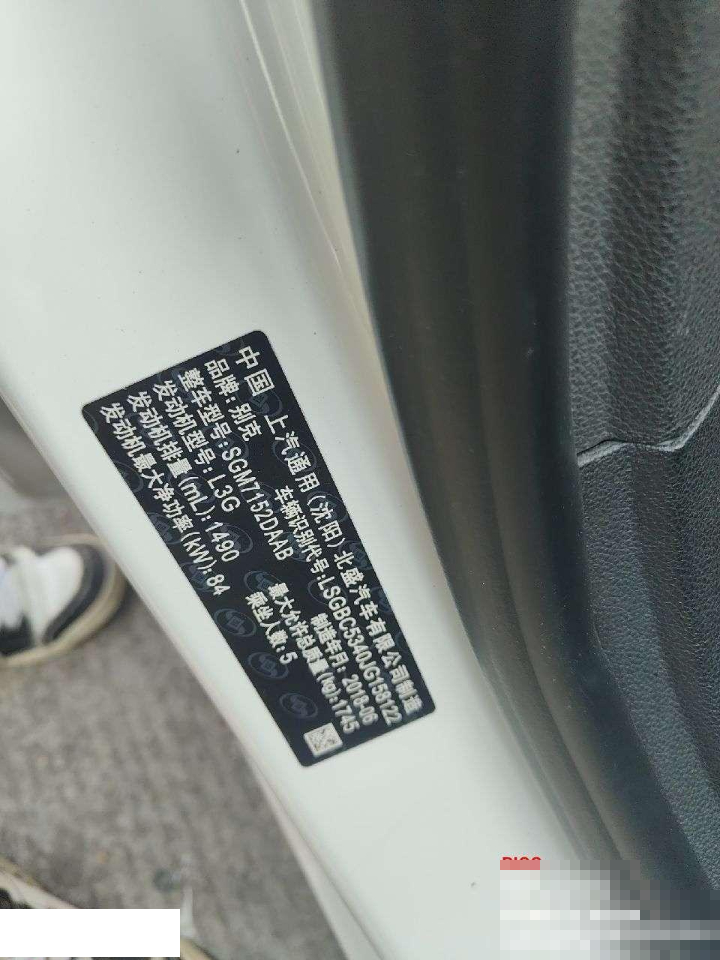 中国 上汽通用（沈阳）北盛汽车有限公司制造
品牌：别克 车辆识别代号：LSGBC5340JG158122
整车型号：SGM7152DAAB 制造年月：2018-06
发动机型号：L3G 最大允许总质量(kg)：1745
发动机排量(mL)：1490 乘坐人数：5
发动机最大净功率(kW)：84